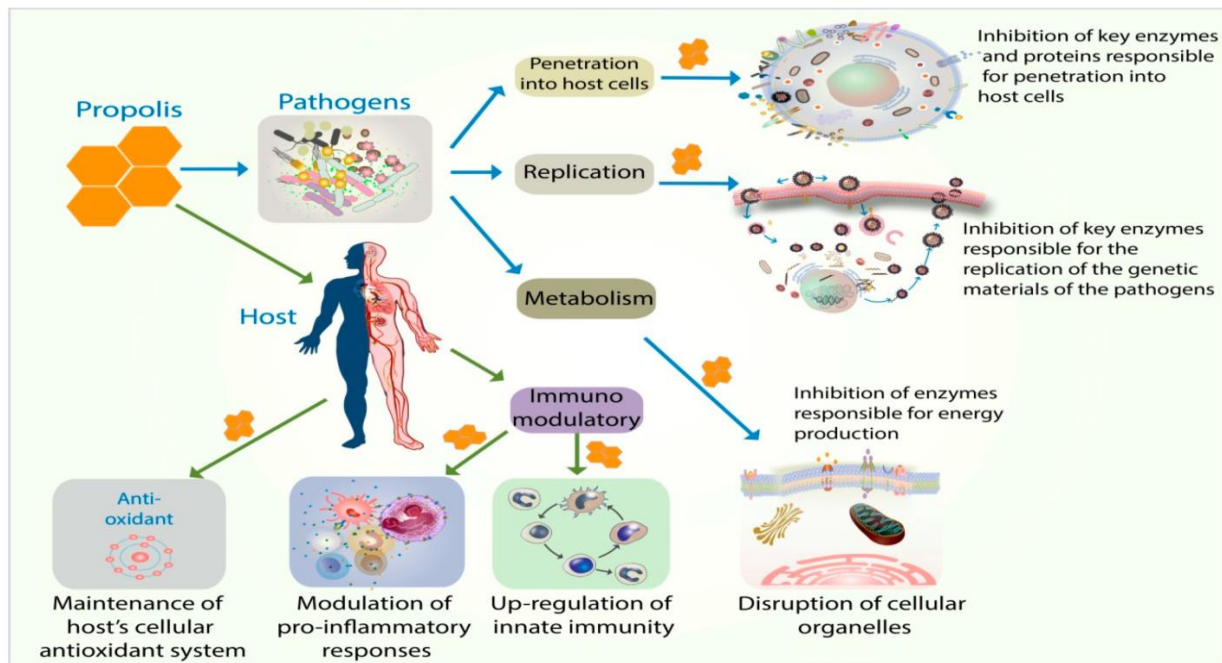 Propolis
Pathogens
Penetration
into host cells
Inhibition of key enzymes
and proteins responsible
for penetration into
host cells
Replication
Inhibition of key enzymes
responsible for the
replication of the genetic
materials of the pathogens
Host
Metabolism
Immuno
modulatory
Inhibition of enzymes
responsible for energy
production
Anti-
oxidant
Maintenance of
host's cellular
antioxidant system
Modulation of
pro-inflammatory
responses
Up-regulation of
innate immunity
Disruption of cellular
organelles